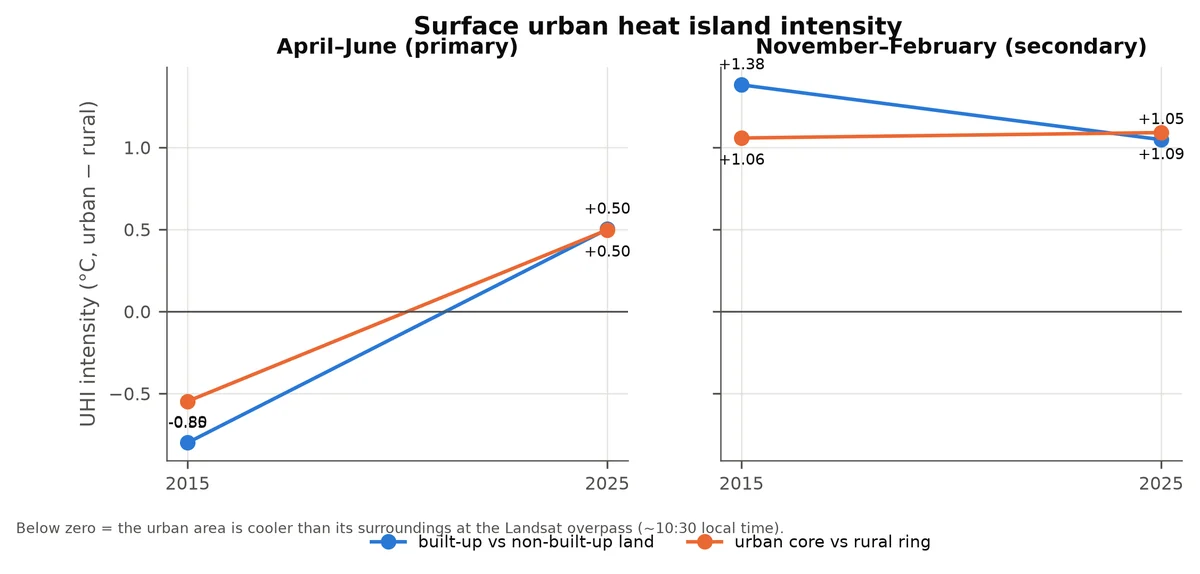 Surface urban heat island intensity
April–June (primary)
November–February (secondary)
UHI intensity (°C, urban − rural)
1.0
0.5
0.0
−0.5
+0.50
+0.50
2015
2025
+1.38
+1.06
+1.05
+1.09
2015
2025
Below zero = the urban area is cooler than its surroundings at the Landsat overpass (~10:30 local time).
built-up vs non-built-up land
urban core vs rural ring